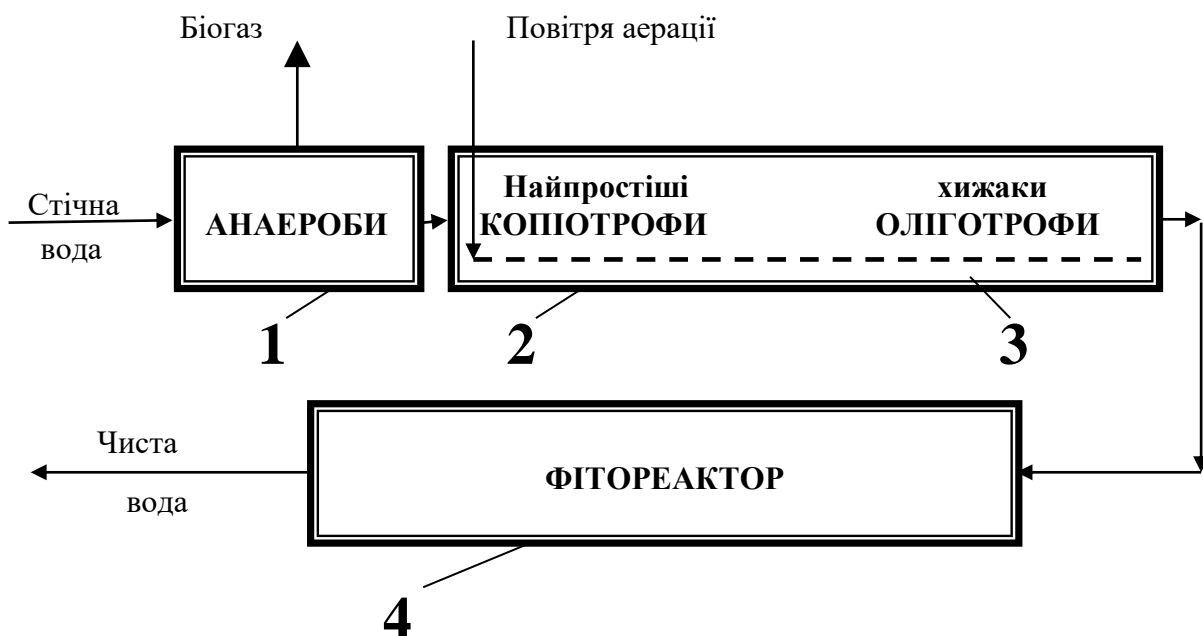 Біогаз
Повітря аерації
Стічна
вода
АНАЕРОБИ
Найпростіші
КОПІОТРОФИ
хижаки
ОЛІГОТРОФИ
1
2
3
Чиста
вода
ФІТОРЕАКТОР
4